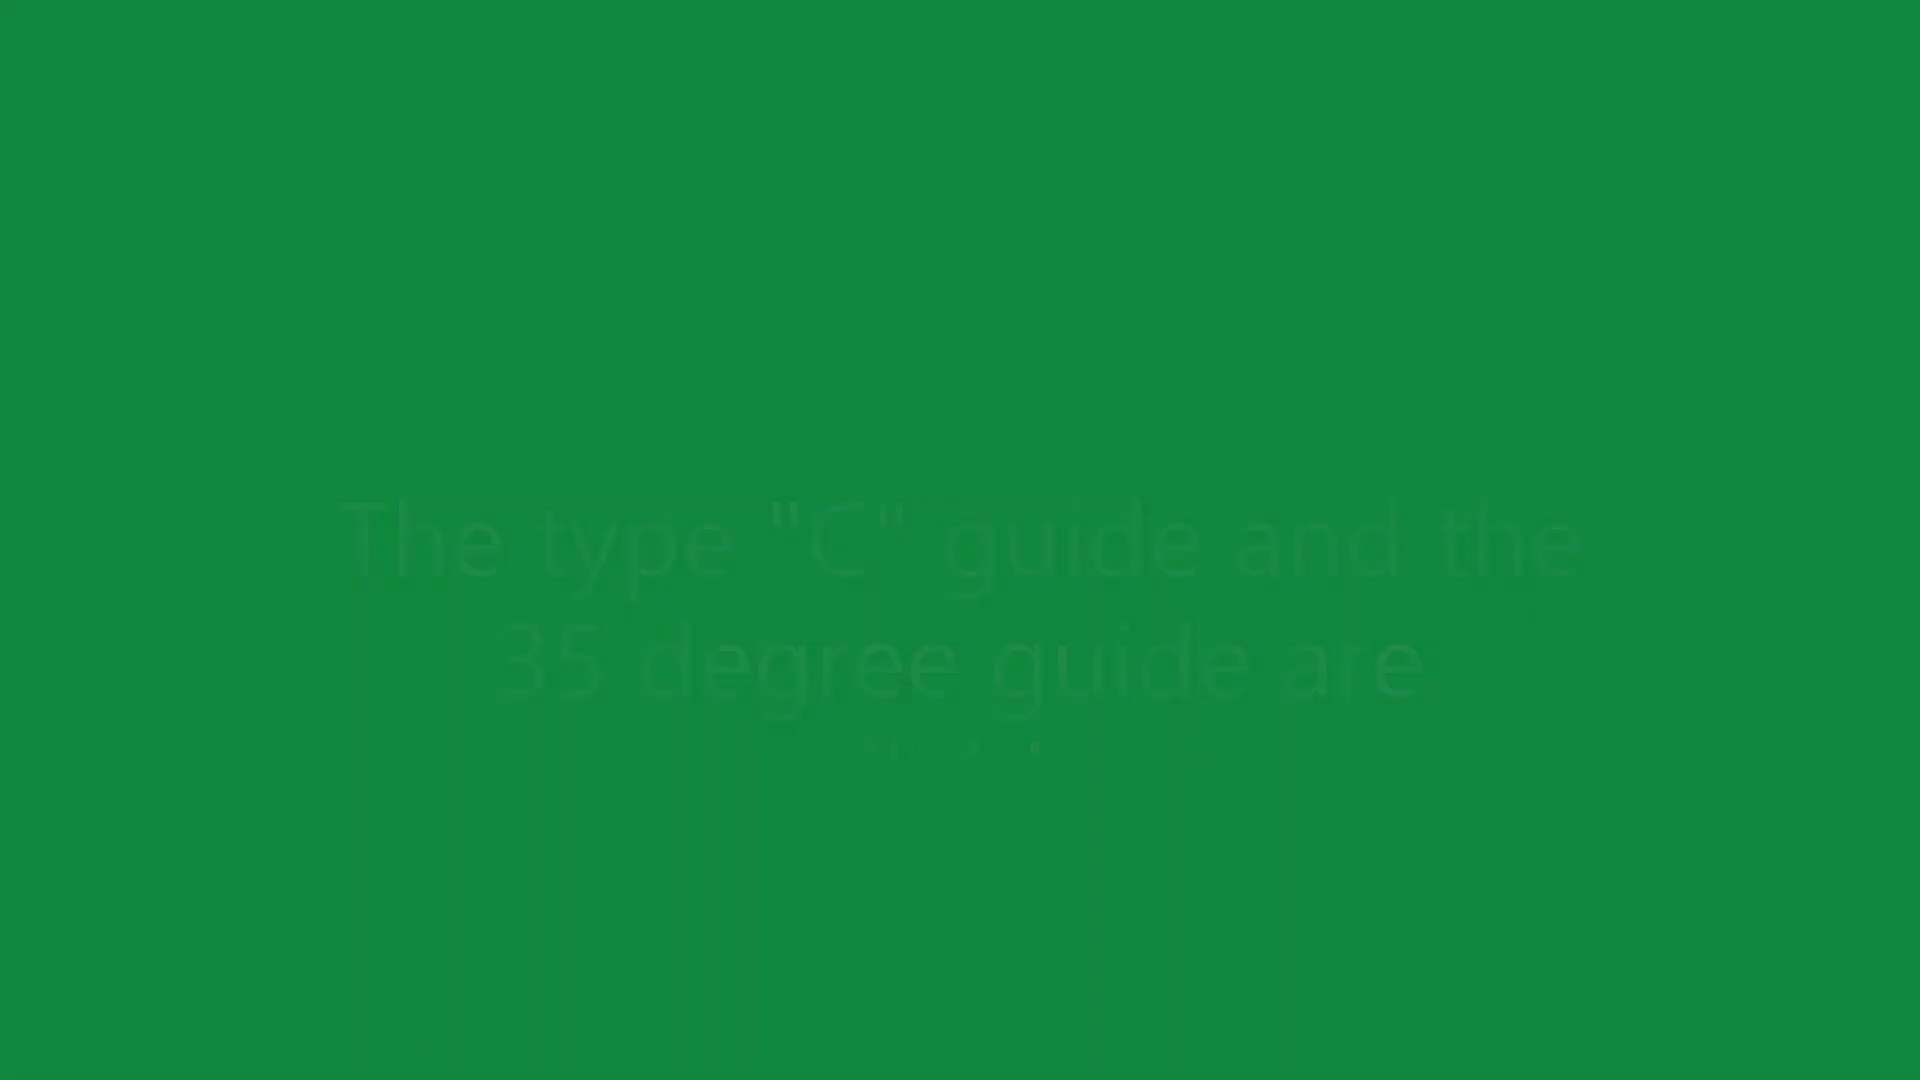 The type "C" guide and the
35 degree guide are